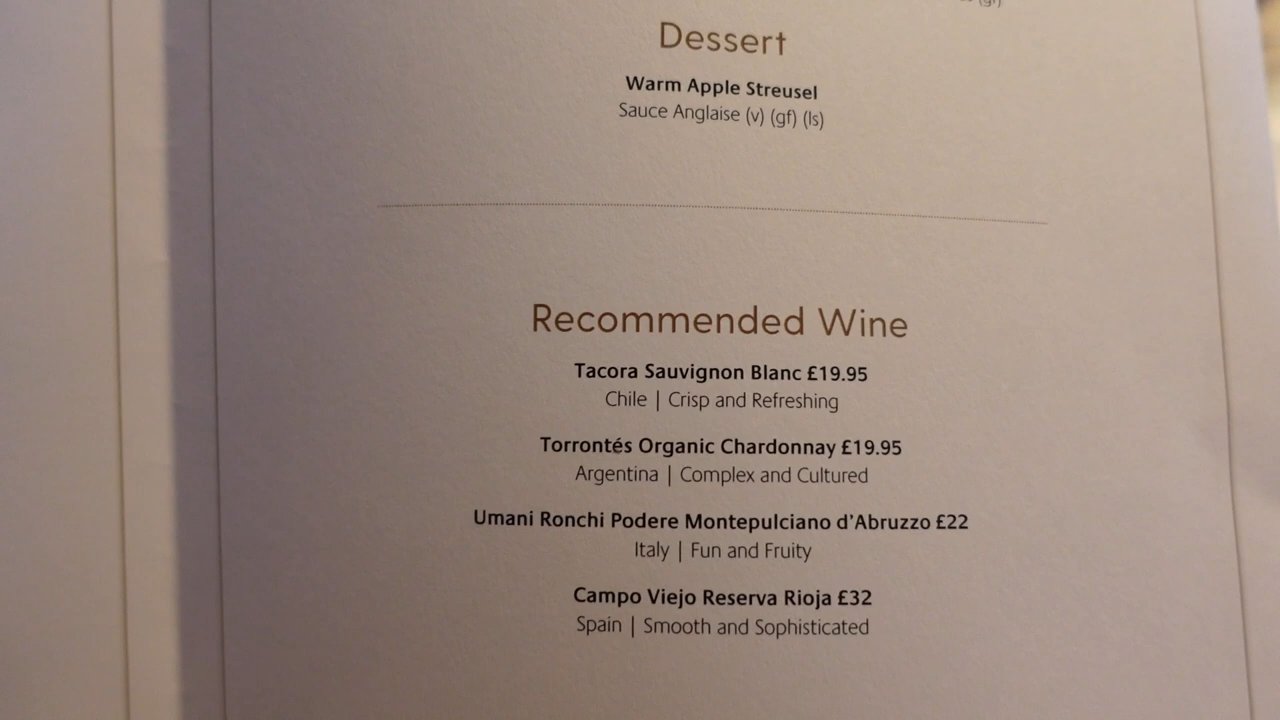 (gf)
Dessert
Warm Apple Streusel
Sauce Anglaise (v) (gf) (ls)
Recommended Wine
Tacora Sauvignon Blanc £19.95
Chile | Crisp and Refreshing
Torrontés Organic Chardonnay £19.95
Argentina | Complex and Cultured
Umani Ronchi Podere Montepulciano d'Abruzzo £22
Italy | Fun and Fruity
Campo Viejo Reserva Rioja £32
Spain | Smooth and Sophisticated